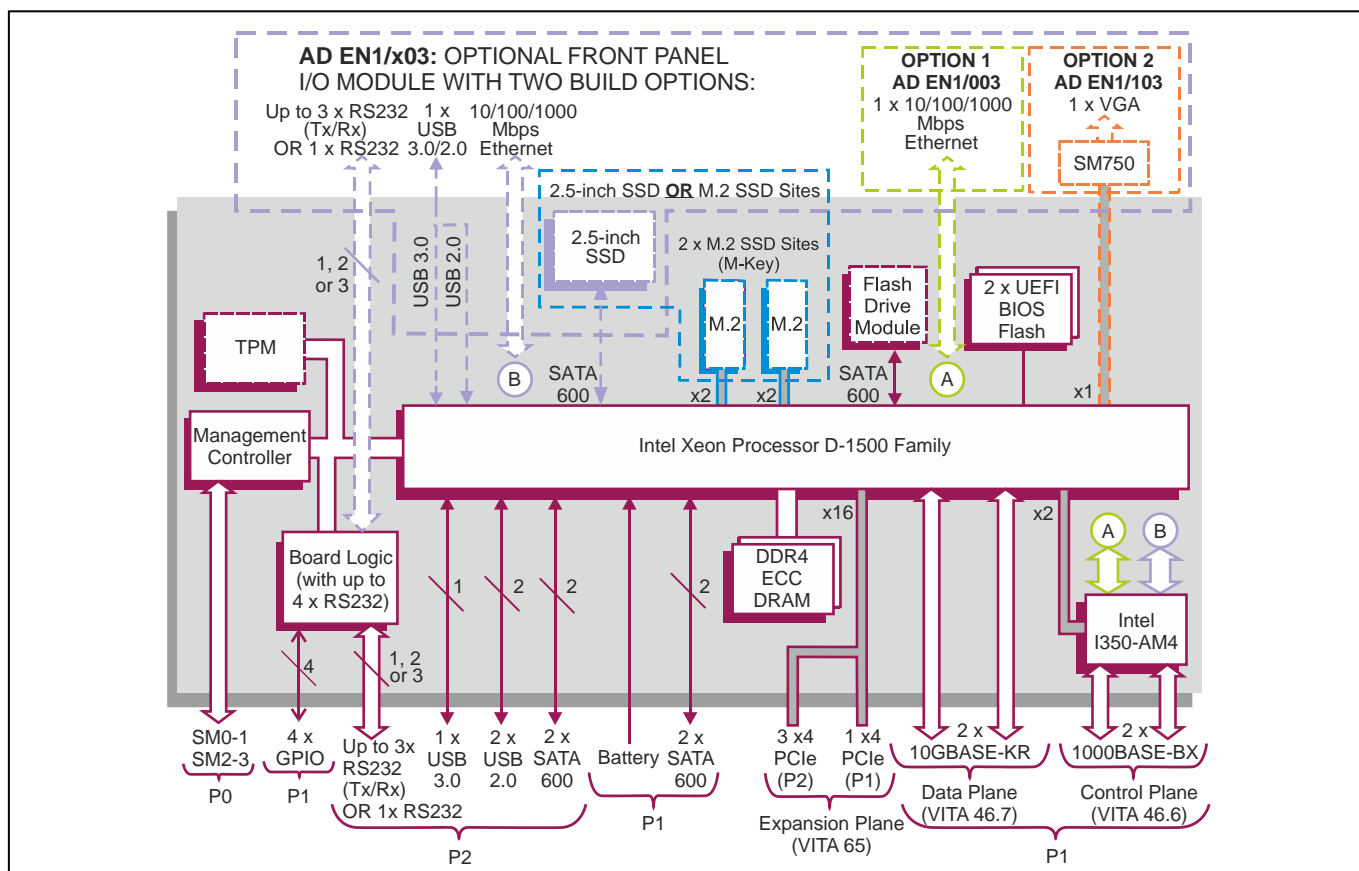 AD EN1/x03: OPTIONAL FRONT PANEL
I/O MODULE WITH TWO BUILD OPTIONS:
Up to 3 x RS232
(Tx/Rx)
OR 1 x RS232
1 x
USB
3.0/2.0
10/100/1000
Mbps
Ethernet
OPTION 1
AD EN1/003
1 x 10/100/1000
Mbps
Ethernet
OPTION 2
AD EN1/103
1 x VGA
SM750
2.5-inch SSD OR M.2 SSD Sites
2.5-inch
SSD
2 x M.2 SSD Sites
(M-Key)
M.2
M.2
Flash
Drive
Module
2 x UEFI
BIOS
Flash
1, 2
or 3
USB 3.0
USB 2.0
TPM
B
SATA
600
x2
x2
SATA
600
A
x1
Management
Controller
Intel Xeon Processor D-1500 Family
Board Logic
(with up to
4 x RS232)
1
2
2
2
x16
DDR4
ECC
DRAM
x2
A
B
Intel
I350-AM4
4
1, 2
or 3
SM0-1
SM2-3
P0
4 x
GPIO
P1
Up to 3x
RS232
(Tx/Rx)
OR 1x RS232
1 x
USB
3.0
2 x
USB
2.0
2 x
SATA
600
P2
Battery
2 x
SATA
600
P1
3 x4
PCIe
(P2)
1 x4
PCIe
(P1)
Expansion Plane
(VITA 65)
2 x
10GBASE-KR
Data Plane
(VITA 46.7)
2 x
1000BASE-BX
Control Plane
(VITA 46.6)
P1